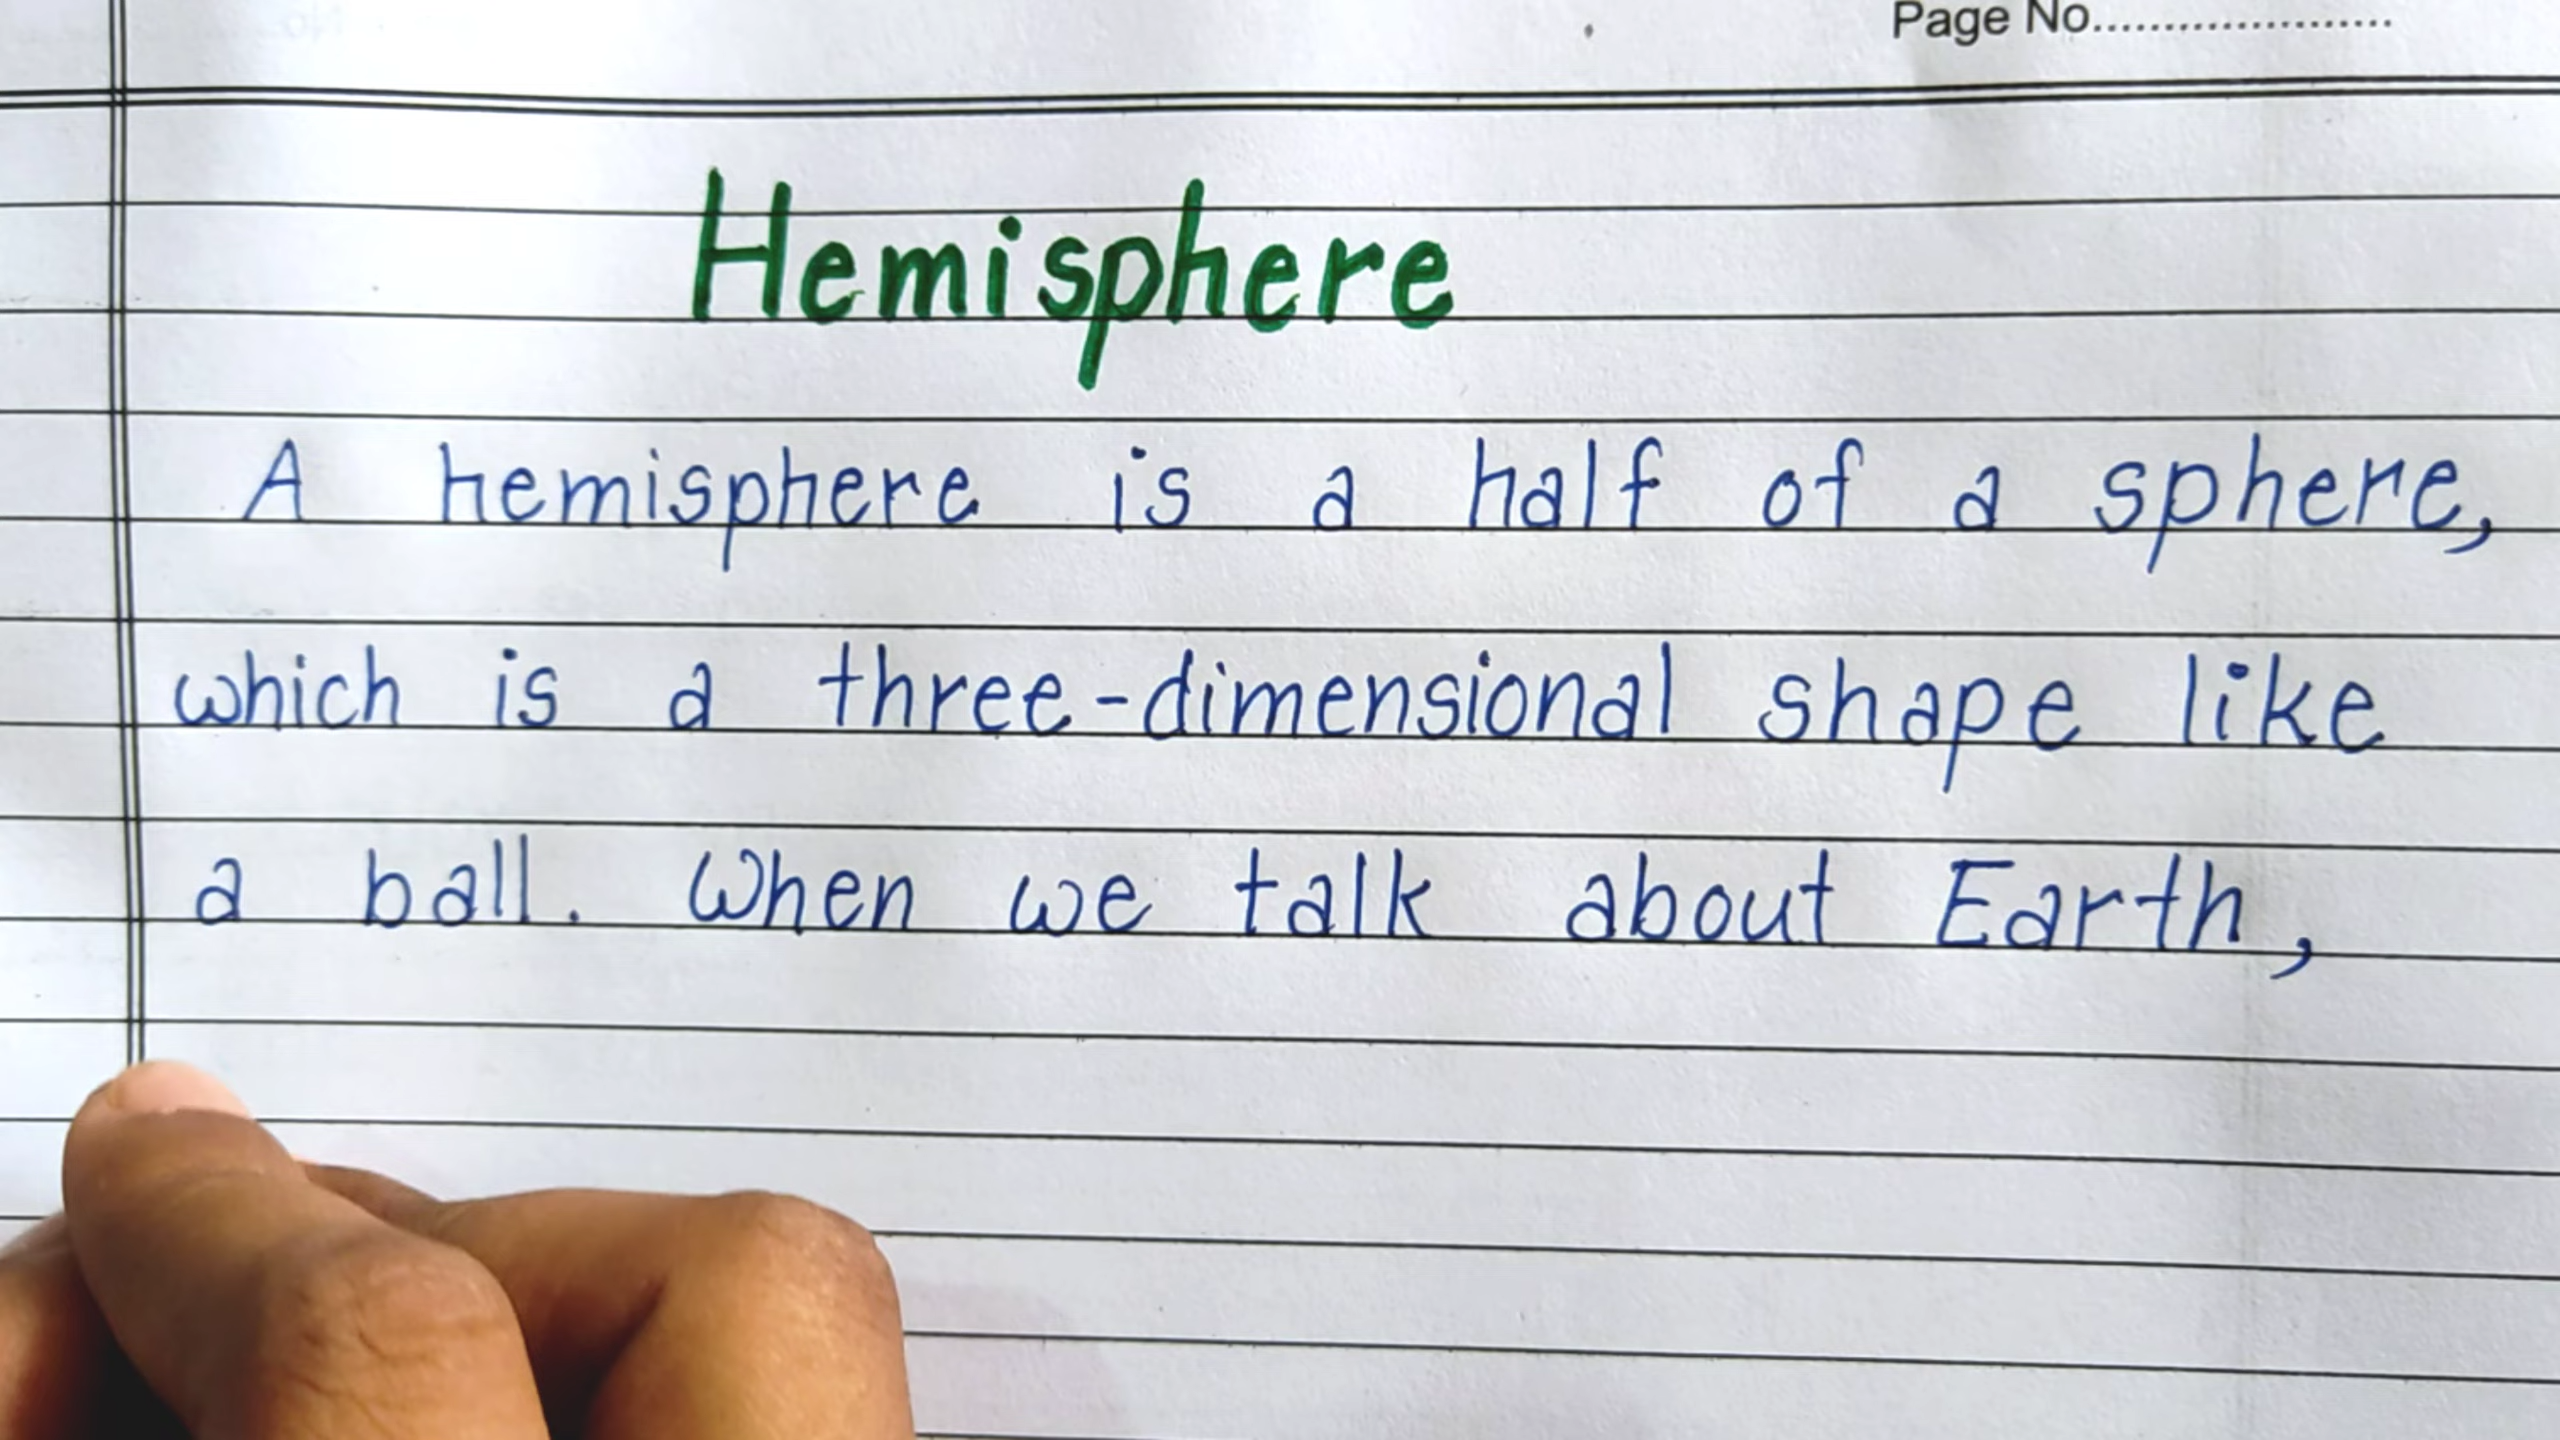 Page No.....................
Hemisphere
A hemisphere is a half of a sphere,
which is a three-dimensional shape like
a ball. When we talk about Earth,